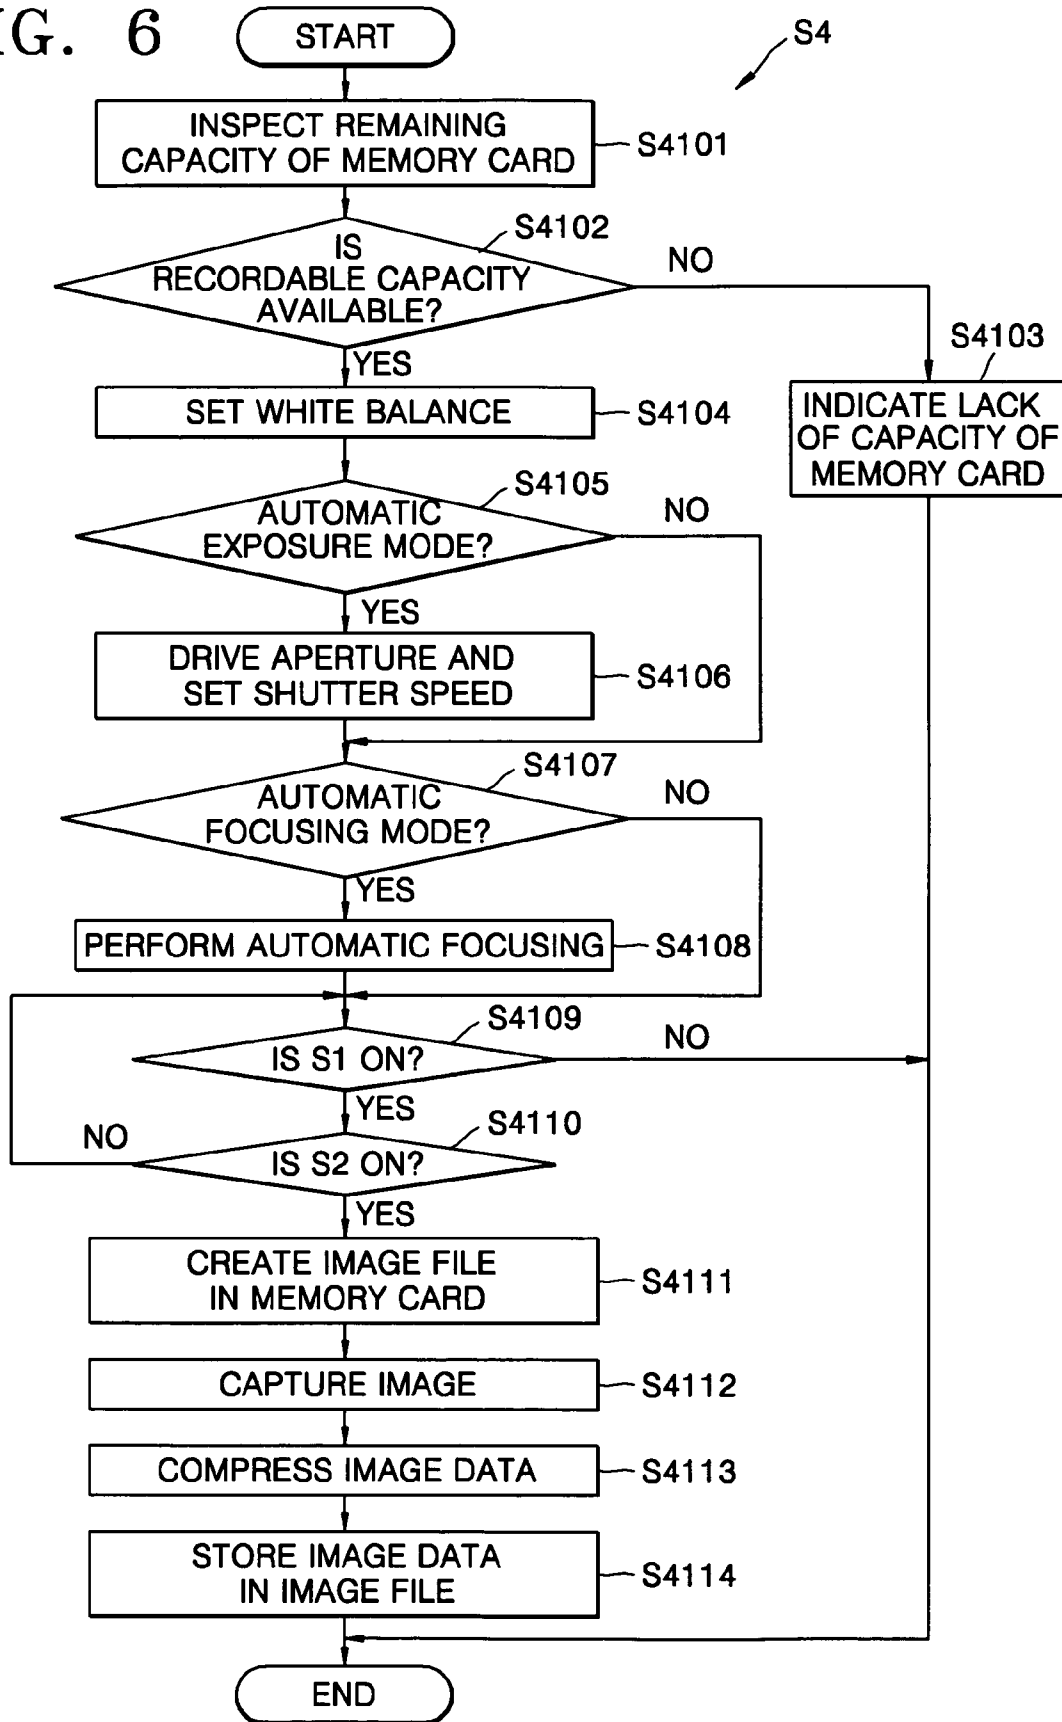 IG. 6
START
S4
INSPECT REMAINING
CAPACITY OF MEMORY CARD
S4101
S4102
IS
RECORDABLE CAPACITY
AVAILABLE?
NO
YES
S4103
INDICATE LACK
OF CAPACITY OF
MEMORY CARD
SET WHITE BALANCE
S4104
S4105
AUTOMATIC
EXPOSURE MODE?
NO
YES
DRIVE APERTURE AND
SET SHUTTER SPEED
S4106
S4107
AUTOMATIC
FOCUSING MODE?
NO
YES
PERFORM AUTOMATIC FOCUSING
S4108
S4109
IS S1 ON?
NO
YES
S4110
NO
IS S2 ON?
YES
CREATE IMAGE FILE
IN MEMORY CARD
S4111
CAPTURE IMAGE
S4112
COMPRESS IMAGE DATA
S4113
STORE IMAGE DATA
IN IMAGE FILE
S4114
END